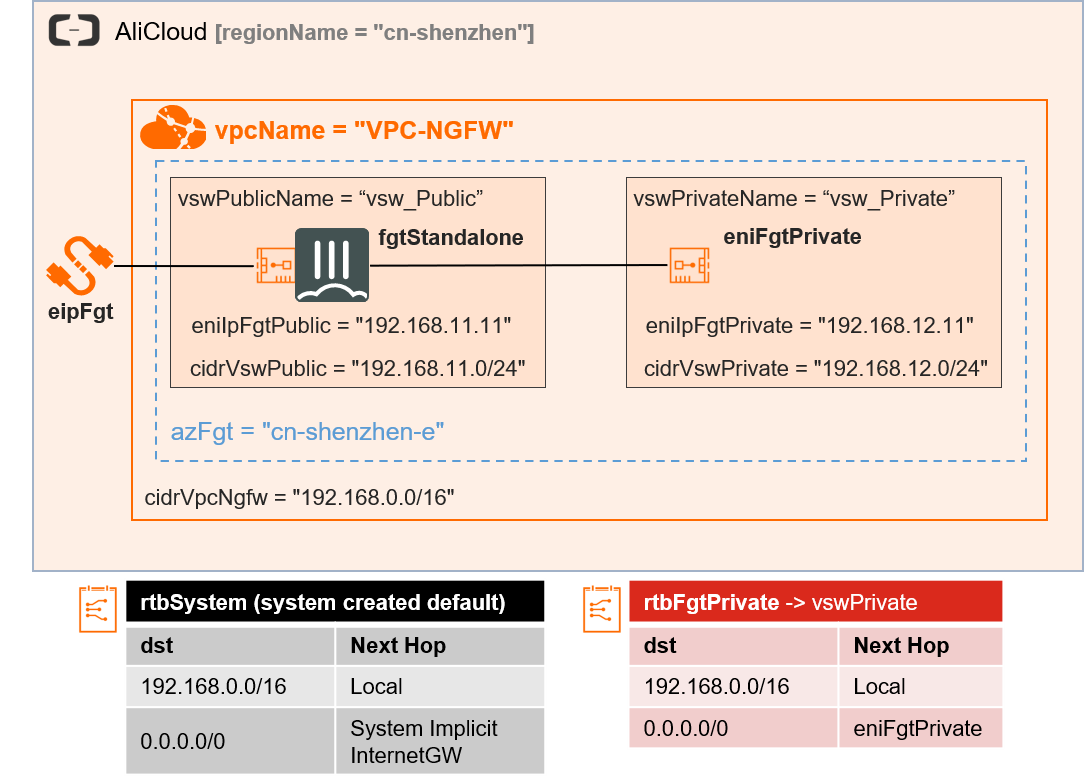 AliCloud [regionName = "cn-shenzhen"]
vpcName = "VPC-NGFW"
vswPublicName = “vsw_Public”
fgtStandalone
eniIpFgtPublic = "192.168.11.11"
cidrVswPublic = "192.168.11.0/24"
vswPrivateName = “vsw_Private”
eniFgtPrivate
eniIpFgtPrivate = "192.168.12.11"
cidrVswPrivate = "192.168.12.0/24"
eipFgt
azFgt = "cn-shenzhen-e"
cidrVpcNgfw = "192.168.0.0/16"
rtbSystem (system created default)
dst Next Hop
192.168.0.0/16 Local
0.0.0.0/0 System Implicit
InternetGW
rtbFgtPrivate -> vswPrivate
dst Next Hop
192.168.0.0/16 Local
0.0.0.0/0 eniFgtPrivate